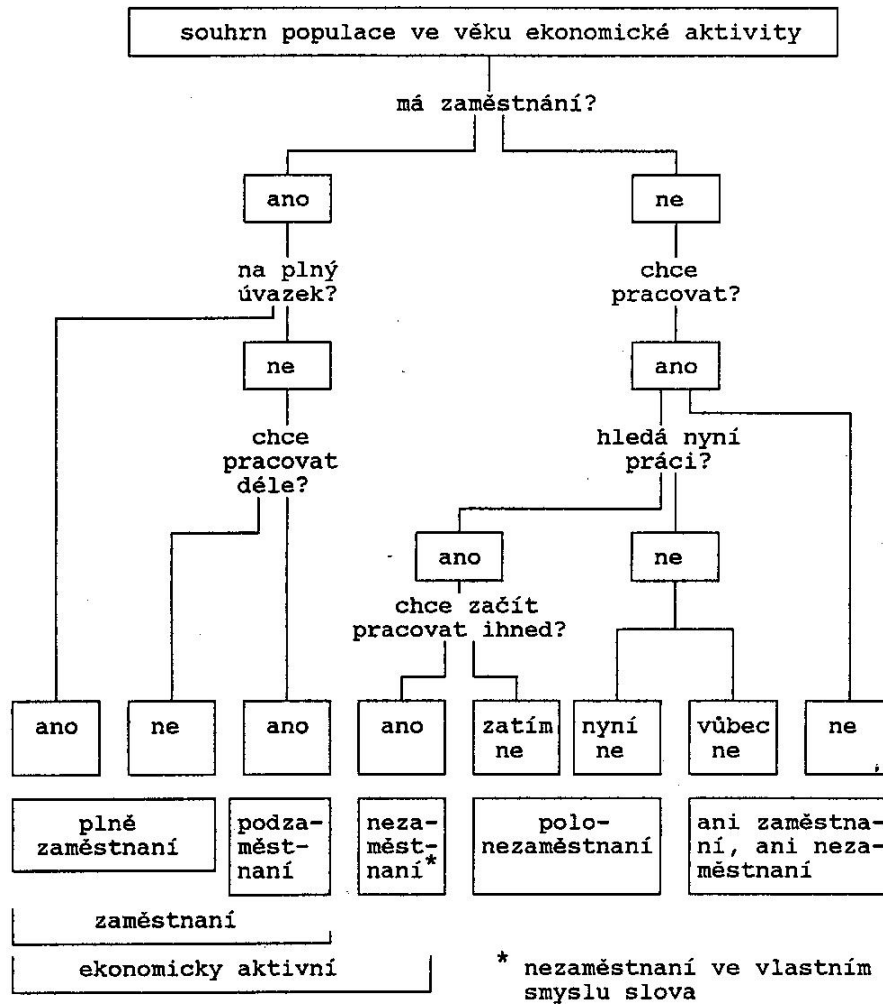 souhrn populace ve věku ekonomické aktivity
má zaměstnání?
ano
ne
na plný
úvazek?
chce
pracovat?
ne
ano
chce
pracovat
déle?
hledá nyní
práci?
ano
ne
chce začít
pracovat ihned?
ano
ne
ano
ano
zatím
ne
nyní
ne
vůbec
ne
ne
plně
zaměstnaní
podza-
měst-
naní
neza-
měst-
naní*
polo-
nezaměstnaní
ani zaměstna-
ní, ani neza-
městnaní
zaměstnaní
ekonomicky aktivní
* nezaměstnaní ve vlastním
smyslu slova